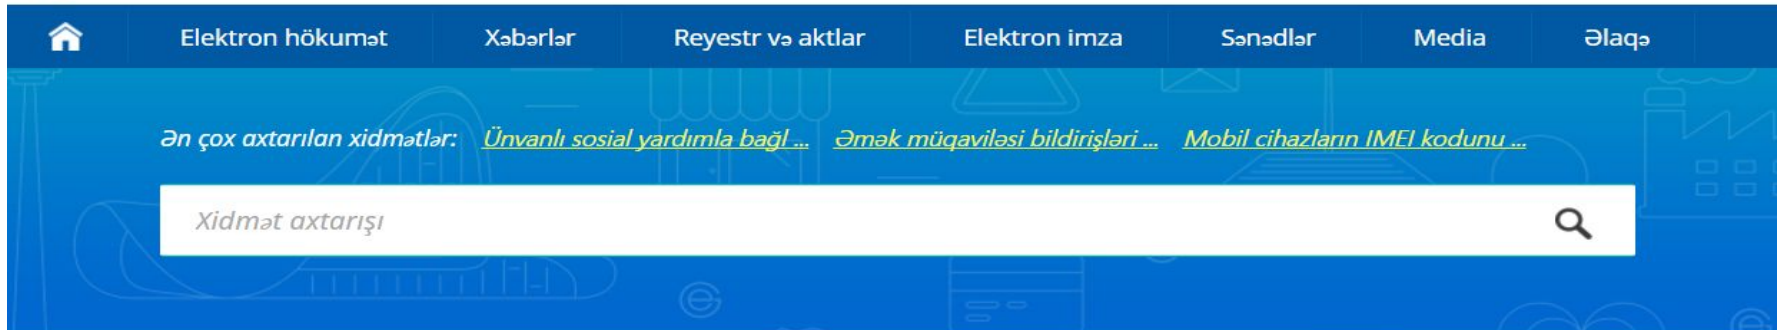 Elektron hökumət Xəbərlər Reyestr və aktlar Elektron imza Sənədlər Media Əlaqə
Ən çox axtarılan xidmətlər: Ünvanlı sosial yardımla bağl ... Əmək müqaviləsi bildirişləri ... Mobil cihazların IMEI kodunu ...
Xidmət axtarışı